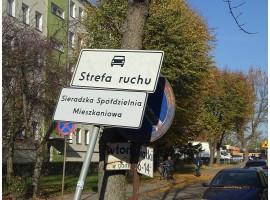 Strefa ruchu
Sieradzka Spółdzielnia
Mieszkaniowa